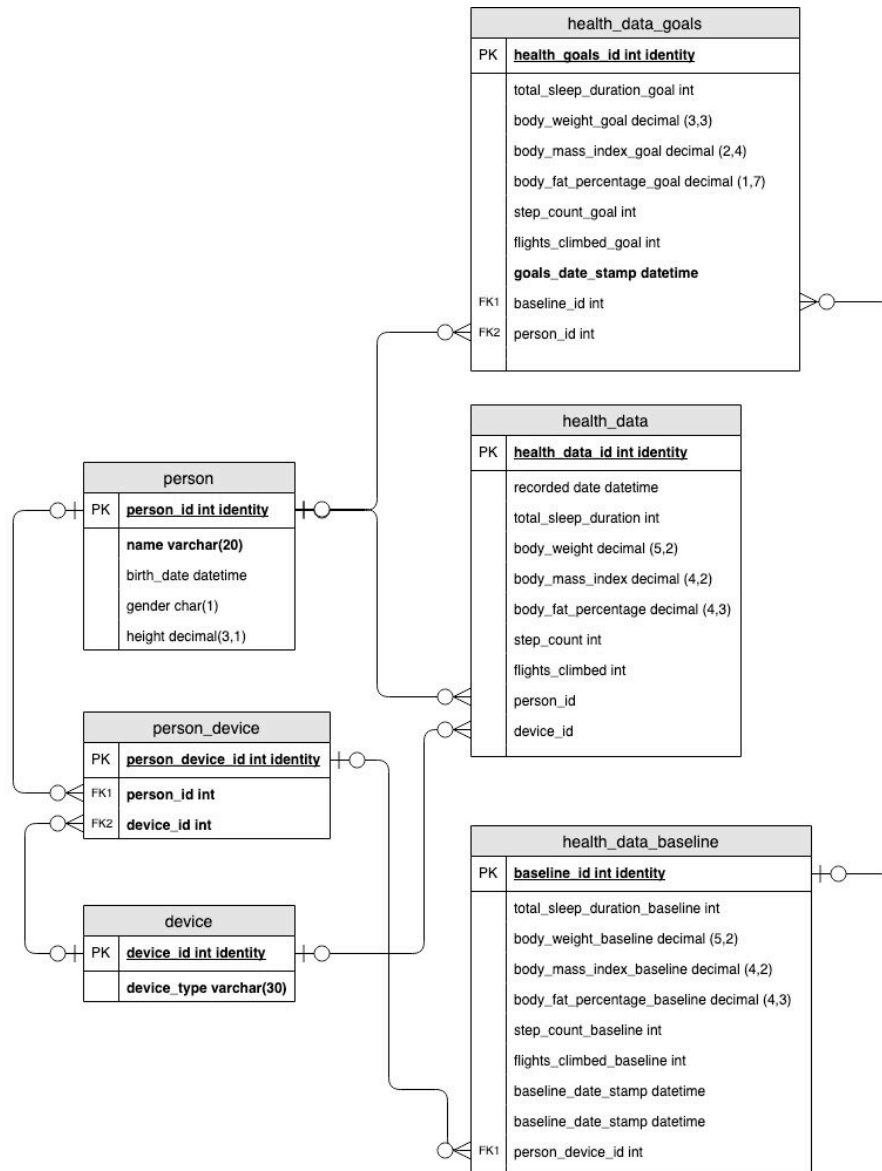 health_data_goals
PK health_goals_id int identity
total_sleep_duration_goal int
body_weight_goal decimal (3,3)
body_mass_index_goal decimal (2,4)
body_fat_percentage_goal decimal (1,7)
step_count_goal int
flights_climbed_goal int
goals_date_stamp datetime
FK1 baseline_id int
FK2 person_id int
health_data
PK health_data_id int identity
recorded date datetime
total_sleep_duration int
body_weight decimal (5,2)
body_mass_index decimal (4,2)
body_fat_percentage decimal (4,3)
step_count int
flights_climbed int
person_id
device_id
person
PK person_id int identity
name varchar(20)
birth_date datetime
gender char(1)
height decimal(3,1)
person_device
PK person_device_id int identity
FK1 person_id int
FK2 device_id int
device
PK device_id int identity
device_type varchar(30)
health_data_baseline
PK baseline_id int identity
total_sleep_duration_baseline int
body_weight_baseline decimal (5,2)
body_mass_index_baseline decimal (4,2)
body_fat_percentage_baseline decimal (4,3)
step_count_baseline int
flights_climbed_baseline int
baseline_date_stamp datetime
baseline_date_stamp datetime
FK1 person_device_id int